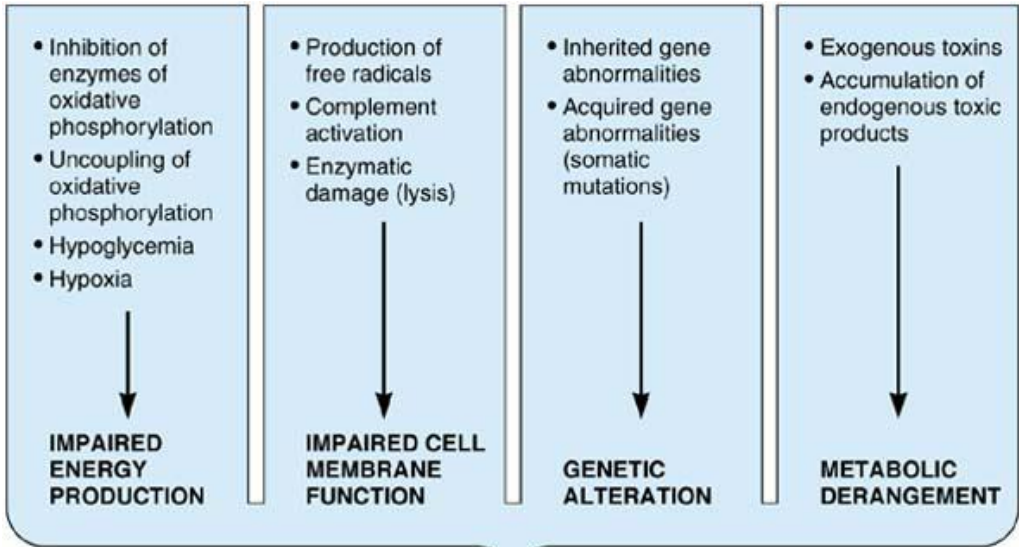 • Inhibition of
enzymes of
oxidative
phosphorylation
• Uncoupling of
oxidative
phosphorylation
• Hypoglycemia
• Hypoxia
IMPAIRED
ENERGY
PRODUCTION
• Production of
free radicals
• Complement
activation
• Enzymatic
damage (lysis)
IMPAIRED CELL
MEMBRANE
FUNCTION
• Inherited gene
abnormalities
• Acquired gene
abnormalities
(somatic
mutations)
GENETIC
ALTERATION
• Exogenous toxins
• Accumulation of
endogenous toxic
products
METABOLIC
DERANGEMENT